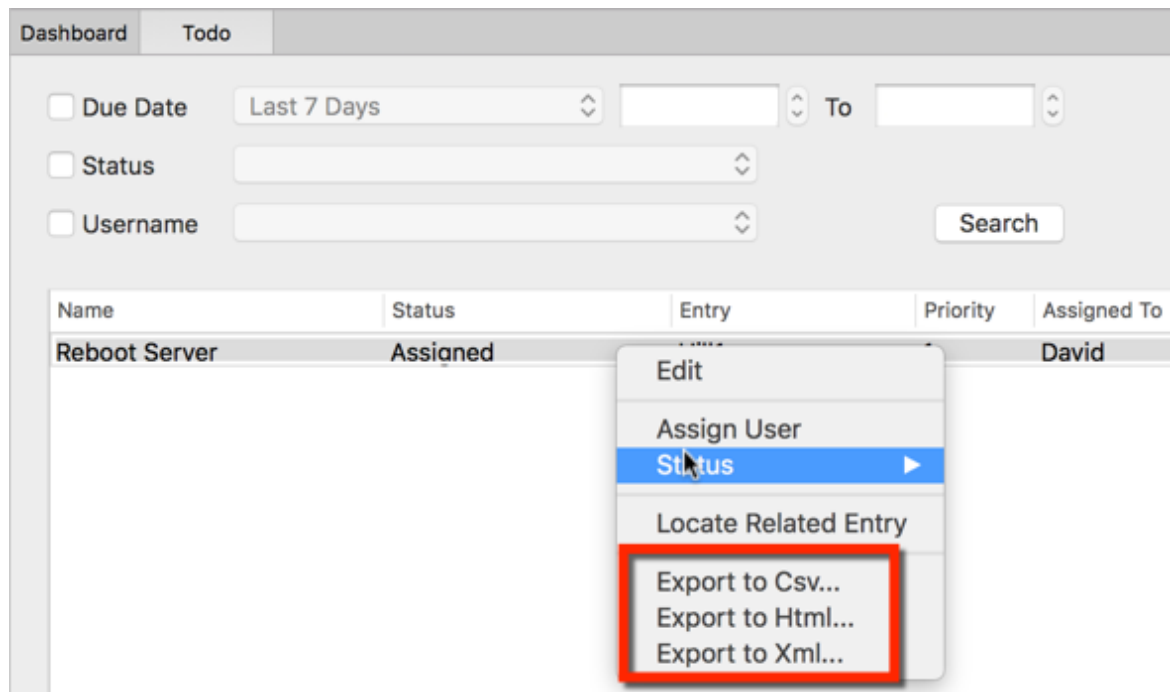 Dashboard Todo
Due Date Last 7 Days To
Status
Username Search
Name Status Entry Priority Assigned To
Reboot Server Assigned David
Edit
Assign User
Status
Locate Related Entry
Export to Csv...
Export to Html...
Export to Xml...